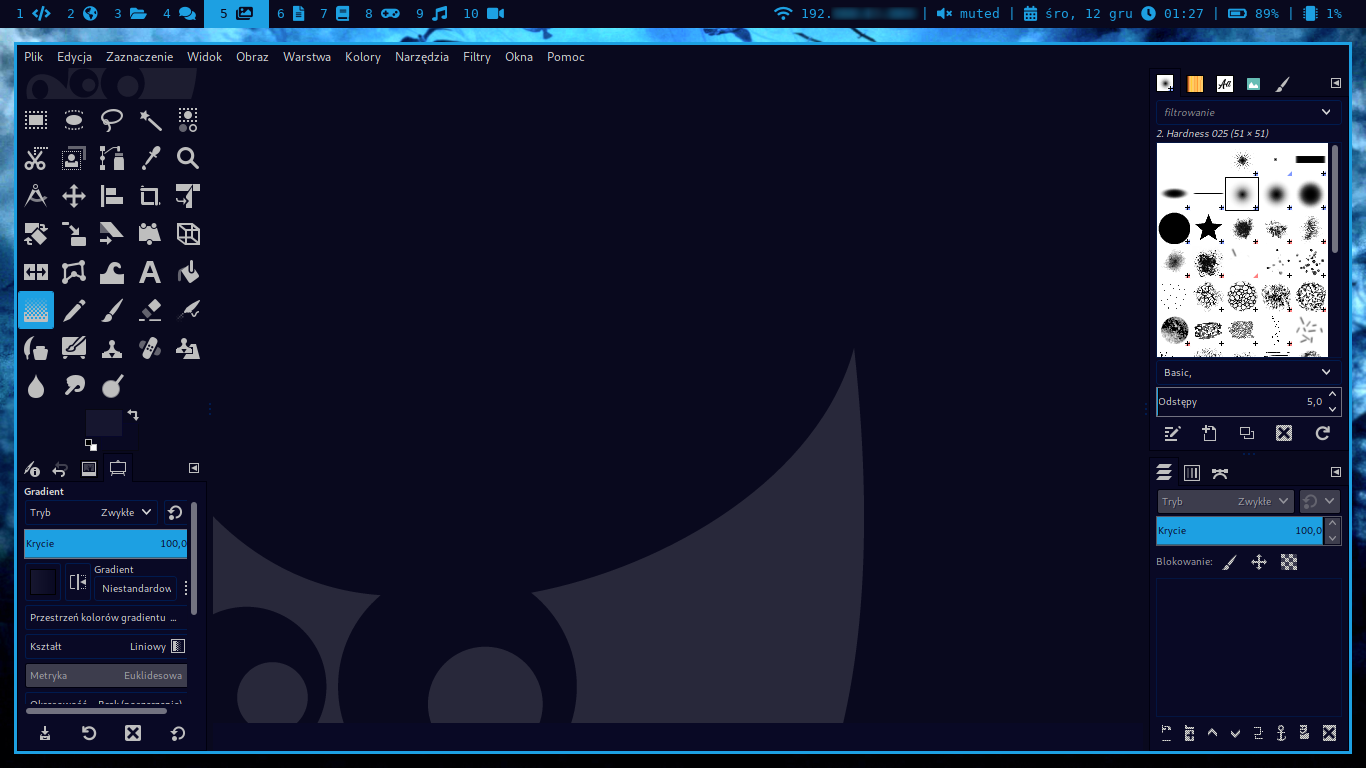 1 2 3 4 5 6 7 8 9 10 192. | muted | śro, 12 gru 01:27 | 89% | 1%
Plik Edycja Zaznaczenie Widok Obraz Warstwa Kolory Narzędzia Filtry Okna Pomoc
filtrowanie
2. Hardness 025 (51 × 51)
Basic,
Odstępy 5,0
Gradient
Tryb Zwykłe
Krycie 100,0
Gradient
Niestandardow
Przestrzeń kolorów gradientu ...
Kształt Liniowy
Metryka Euklidesowa
Tryb Zwykłe
Krycie 100,0
Blokowanie: